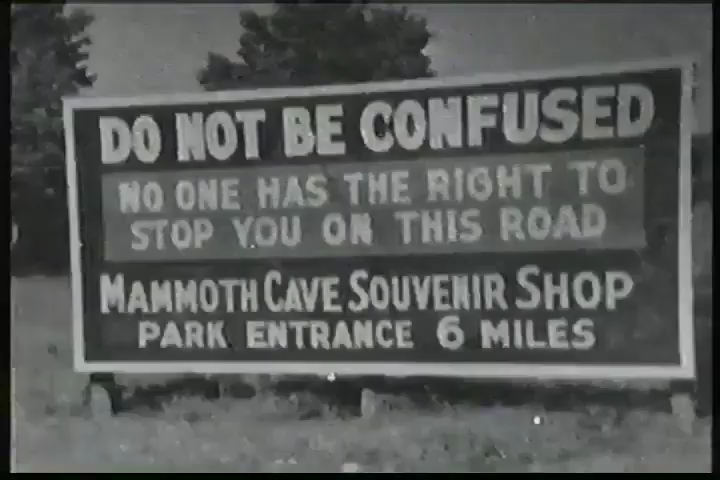 DO NOT BE CONFUSED
NO ONE HAS THE RIGHT TO
STOP YOU ON THIS ROAD
MAMMOTH CAVE SOUVENIR SHOP
PARK ENTRANCE 6 MILES